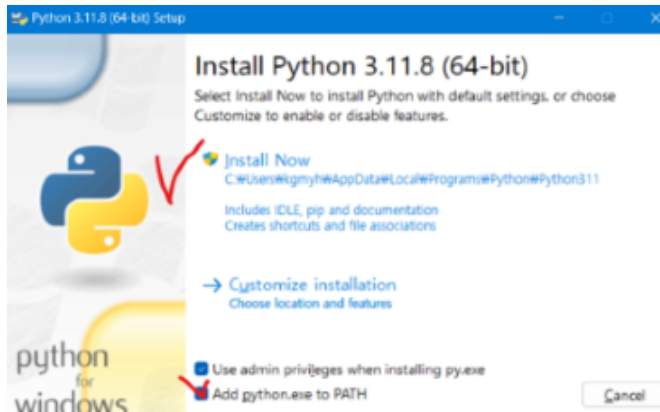 Python 3.11.8 (64-bit) Setup
Install Python 3.11.8 (64-bit)
Select Install Now to install Python with default settings, or choose
Customize to enable or disable features.
Install Now
C:₩Users₩kgmyh₩AppData₩Local₩Programs₩Python₩Python311
Includes IDLE, pip and documentation
Creates shortcuts and file associations
→ Customize installation
Choose location and features
Use admin privileges when installing py.exe
Add python.exe to PATH
Cancel
python
for
windows